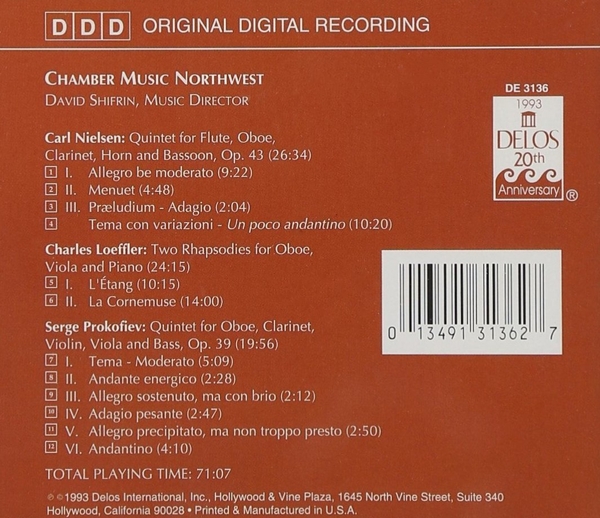 DDD ORIGINAL DIGITAL RECORDING
CHAMBER MUSIC NORTHWEST
DAVID SHIFRIN, MUSIC DIRECTOR
DE 3136
1993
DELOS
20th
Anniversary
®
Carl Nielsen: Quintet for Flute, Oboe,
Clarinet, Horn and Bassoon, Op. 43 (26:34)
1 I. Allegro be moderato (9:22)
2 II. Menuet (4:48)
3 III. Præludium - Adagio (2:04)
4 Tema con variazioni - Un poco andantino (10:20)
Charles Loeffler: Two Rhapsodies for Oboe,
Viola and Piano (24:15)
5 I. L'Étang (10:15)
6 II. La Cornemuse (14:00)
0 13491 31362 7
Serge Prokofiev: Quintet for Oboe, Clarinet,
Violin, Viola and Bass, Op. 39 (19:56)
7 I. Tema - Moderato (5:09)
8 II. Andante energico (2:28)
9 III. Allegro sostenuto, ma con brio (2:12)
10 IV. Adagio pesante (2:47)
11 V. Allegro precipitato, ma non troppo presto (2:50)
12 VI. Andantino (4:10)
TOTAL PLAYING TIME: 71:07
℗ ©1993 Delos International, Inc., Hollywood & Vine Plaza, 1645 North Vine Street, Suite 340
Hollywood, California 90028 • Printed & Manufactured in U.S.A.